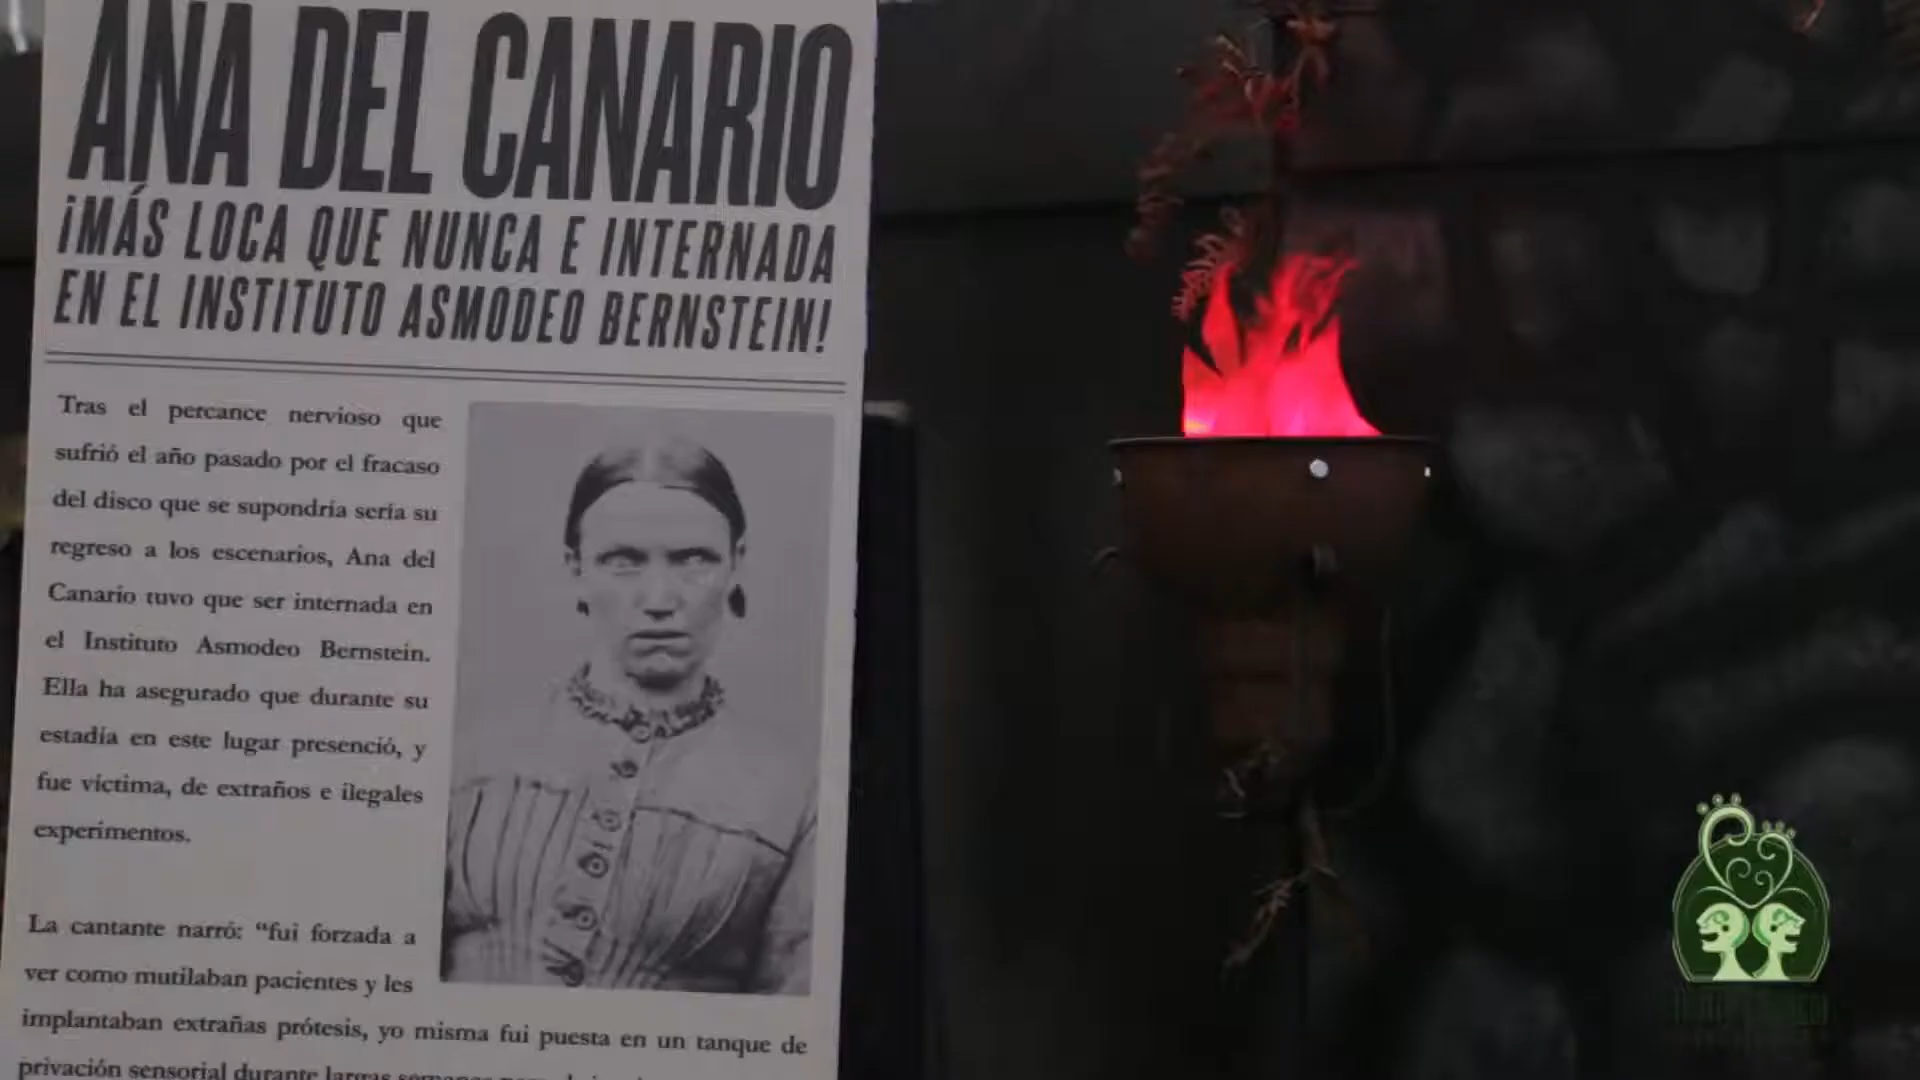 ANA DEL CANARIO
¡MÁS LOCA QUE NUNCA E INTERNADA
EN EL INSTITUTO ASMODEO BERNSTEIN!
Tras el percance nervioso que
sufrió el año pasado por el fracaso
del disco que se supondría sería su
regreso a los escenarios, Ana del
Canario tuvo que ser internada en
el Instituto Asmodeo Bernstein.
Ella ha asegurado que durante su
estadía en este lugar presenció, y
fue víctima, de extraños e ilegales
experimentos.
La cantante narró: “fui forzada a
ver como mutilaban pacientes y les
implantaban extrañas prótesis, yo misma fui puesta en un tanque de
privación sensorial durante largas semanas